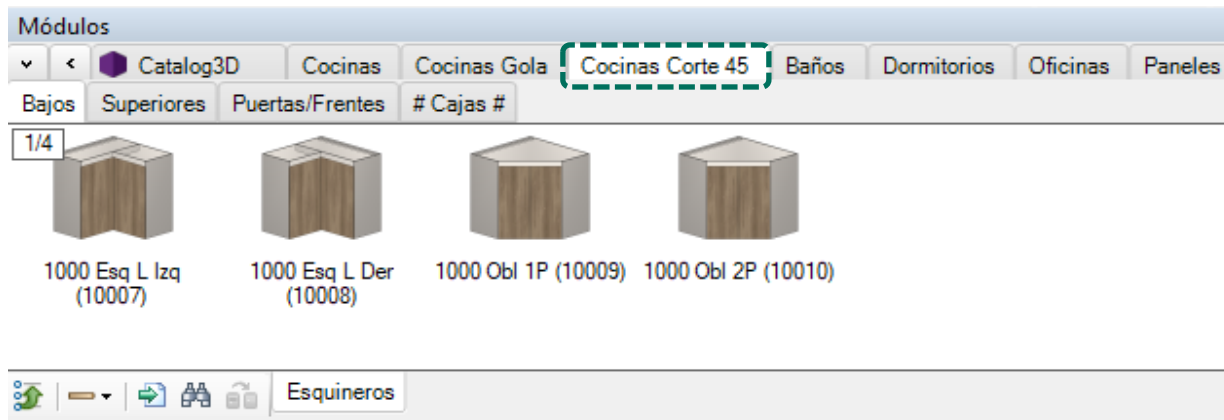 Módulos
Catalog3D Cocinas Cocinas Gola Cocinas Corte 45 Baños Dormitorios Oficinas Paneles
Bajos Superiores Puertas/Frentes # Cajas #
1/4
1000 Esq L Izq 1000 Esq L Der 1000 Obl 1P (10009) 1000 Obl 2P (10010)
(10007) (10008)
Esquineros